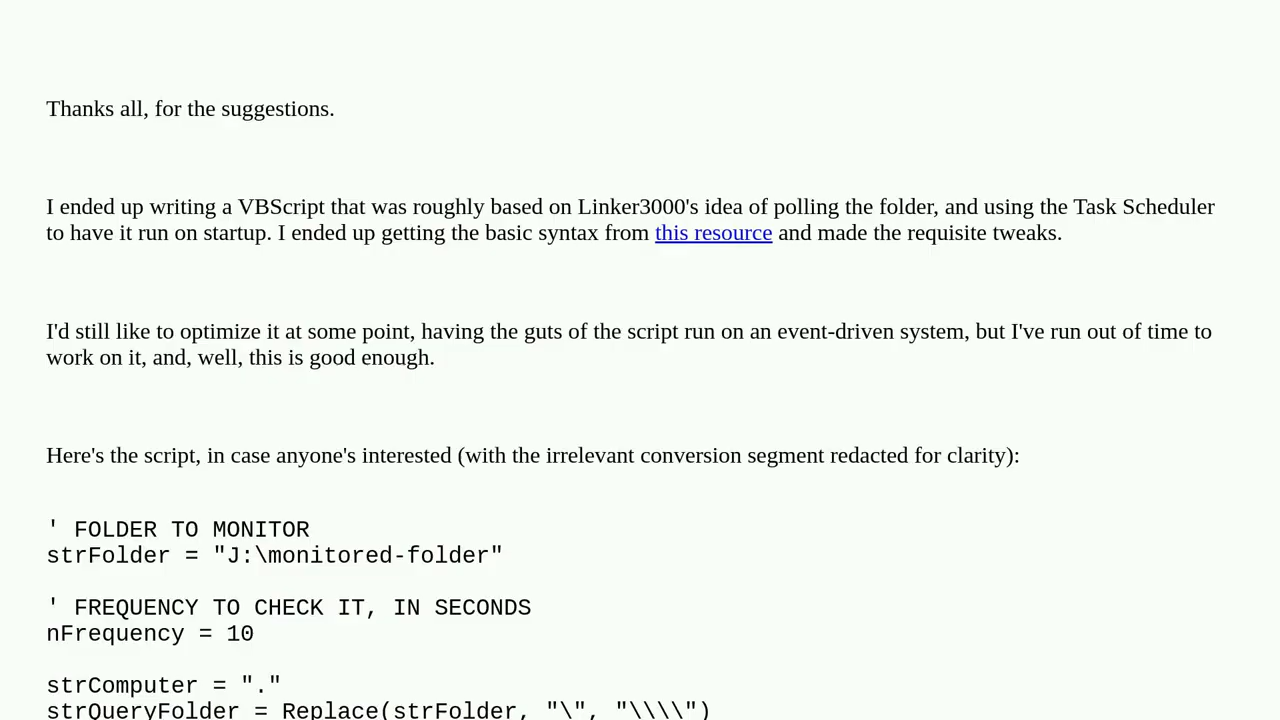 Thanks all, for the suggestions.
I ended up writing a VBScript that was roughly based on Linker3000's idea of polling the folder, and using the Task Scheduler
to have it run on startup. I ended up getting the basic syntax from this resource and made the requisite tweaks.
I'd still like to optimize it at some point, having the guts of the script run on an event-driven system, but I've run out of time to
work on it, and, well, this is good enough.
Here's the script, in case anyone's interested (with the irrelevant conversion segment redacted for clarity):
' FOLDER TO MONITOR
strFolder = "J:\monitored-folder"
' FREQUENCY TO CHECK IT, IN SECONDS
nFrequency = 10
strComputer = "."
strQueryFolder = Replace(strFolder, "\", "\\\\")